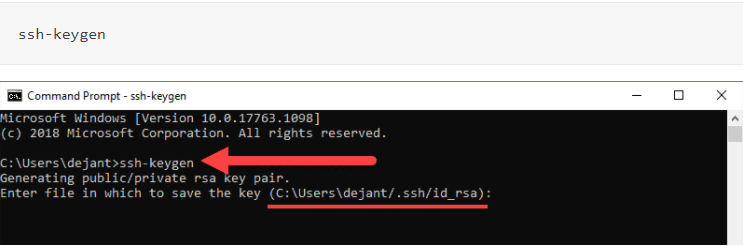 ssh-keygen
Command Prompt - ssh-keygen
Microsoft Windows [Version 10.0.17763.1098]
(c) 2018 Microsoft Corporation. All rights reserved.
C:\Users\dejant>ssh-keygen
Generating public/private rsa key pair.
Enter file in which to save the key (C:\Users\dejant/.ssh/id_rsa):